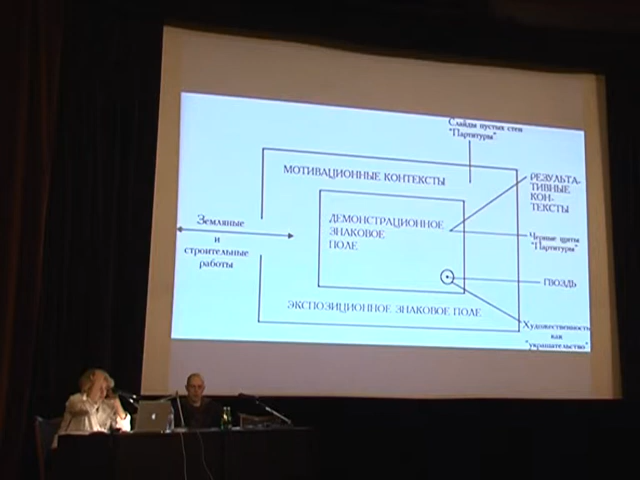 Слайды пустых стен
"Партитуры"
МОТИВАЦИОННЫЕ КОНТЕКСТЫ
РЕЗУЛЬТА-
ТИВНЫЕ
КОН-
ТЕКСТЫ
Земляные
и
строительные
работы
ДЕМОНСТРАЦИОННОЕ
ЗНАКОВОЕ
ПОЛЕ
Черные щиты
"Партитуры"
ГВОЗДЬ
ЭКСПОЗИЦИОННОЕ ЗНАКОВОЕ ПОЛЕ
Художественность
как
"украшательство"